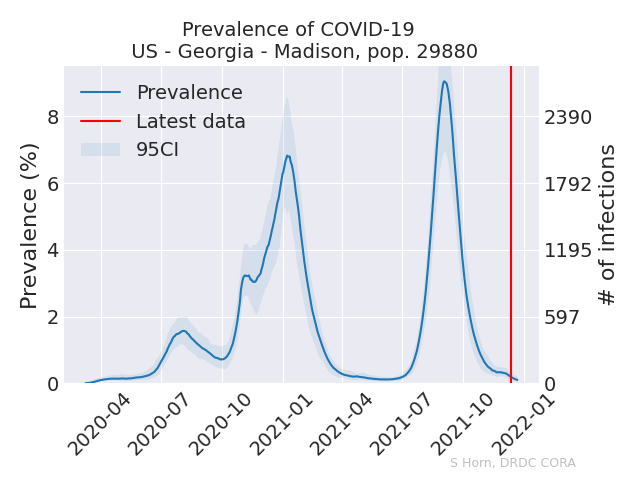 Prevalence of COVID-19
US - Georgia - Madison, pop. 29880
Prevalence
Latest data
95CI
Prevalence (%)
8
6
4
2
0
2390
1792
1195
597
0
# of infections
2020-04
2020-07
2020-10
2021-01
2021-04
2021-07
2021-10
2022-01
S Horn, DRDC CORA